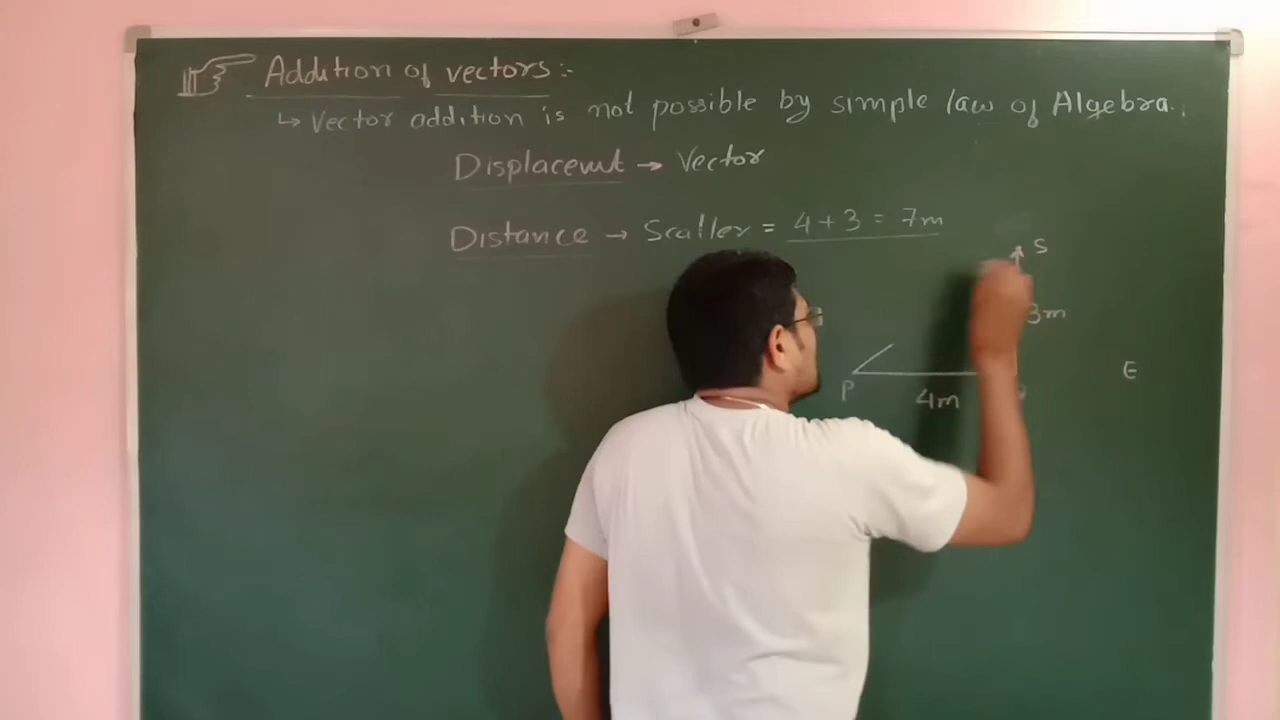 Addition of vectors:-
↳ Vector addition is not possible by simple law of Algebra.
Displacemnt → Vector
Distance → Scaller = 4 + 3 = 7m
S
3m
E
P
4m